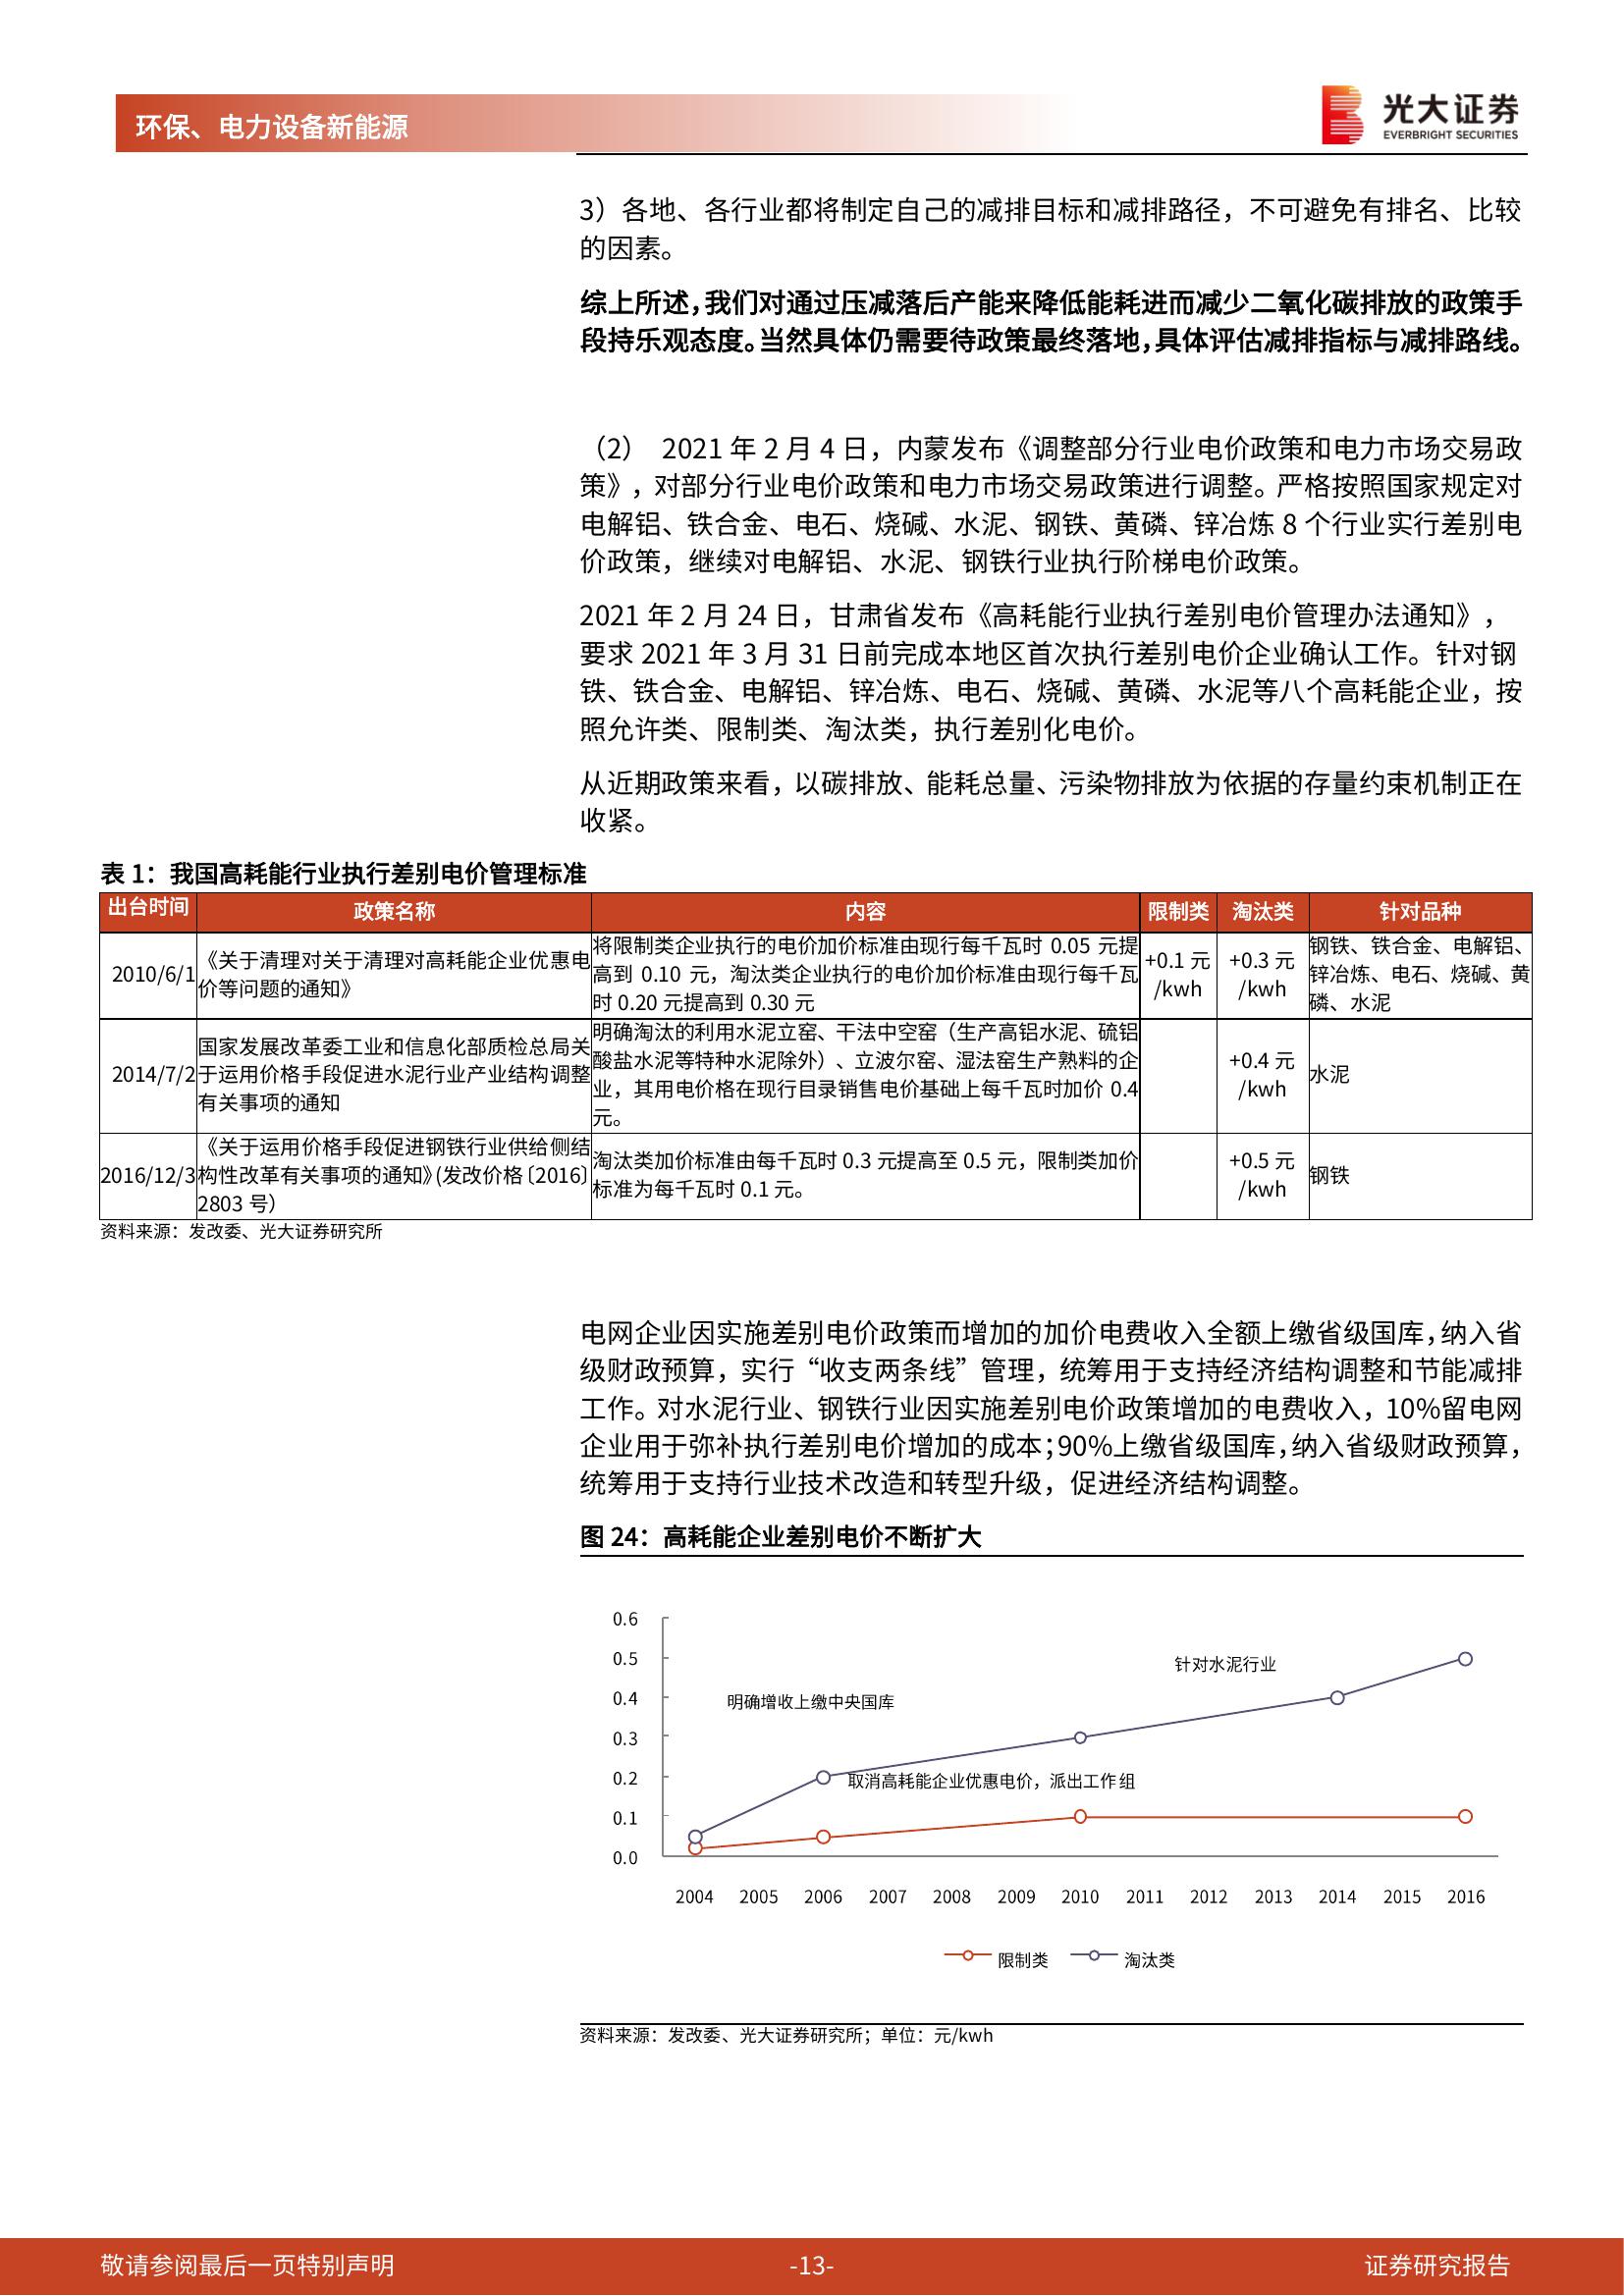 环保、电力设备新能源
光大证券
EVERBRIGHT SECURITIES
3）各地、各行业都将制定自己的减排目标和减排路径，不可避免有排名、比较
的因素。
综上所述，我们对通过压减落后产能来降低能耗进而减少二氧化碳排放的政策手
段持乐观态度。当然具体仍需要待政策最终落地，具体评估减排指标与减排路线。
（2） 2021 年 2 月 4 日，内蒙发布《调整部分行业电价政策和电力市场交易政
策》，对部分行业电价政策和电力市场交易政策进行调整。严格按照国家规定对
电解铝、铁合金、电石、烧碱、水泥、钢铁、黄磷、锌冶炼 8 个行业实行差别电
价政策，继续对电解铝、水泥、钢铁行业执行阶梯电价政策。
2021 年 2 月 24 日，甘肃省发布《高耗能行业执行差别电价管理办法通知》，
要求 2021 年 3 月 31 日前完成本地区首次执行差别电价企业确认工作。针对钢
铁、铁合金、电解铝、锌冶炼、电石、烧碱、黄磷、水泥等八个高耗能企业，按
照允许类、限制类、淘汰类，执行差别化电价。
从近期政策来看，以碳排放、能耗总量、污染物排放为依据的存量约束机制正在
收紧。
表 1：我国高耗能行业执行差别电价管理标准
出台时间 政策名称 内容 限制类 淘汰类 针对品种
2010/6/1
《关于清理对关于清理对高耗能企业优惠电
价等问题的通知》
将限制类企业执行的电价加价标准由现行每千瓦时 0.05 元提
高到 0.10 元，淘汰类企业执行的电价加价标准由现行每千瓦
时 0.20 元提高到 0.30 元
+0.1 元
/kwh
+0.3 元
/kwh
钢铁、铁合金、电解铝、
锌冶炼、电石、烧碱、黄
磷、水泥
2014/7/2
国家发展改革委工业和信息化部质检总局关
于运用价格手段促进水泥行业产业结构调整
有关事项的通知
明确淘汰的利用水泥立窑、干法中空窑（生产高铝水泥、硫铝
酸盐水泥等特种水泥除外）、立波尔窑、湿法窑生产熟料的企
业，其用电价格在现行目录销售电价基础上每千瓦时加价 0.4
元。
+0.4 元
/kwh
水泥
2016/12/3
《关于运用价格手段促进钢铁行业供给侧结
构性改革有关事项的通知》(发改价格〔2016〕
2803 号）
淘汰类加价标准由每千瓦时 0.3 元提高至 0.5 元，限制类加价
标准为每千瓦时 0.1 元。
+0.5 元
/kwh
钢铁
资料来源：发改委、光大证券研究所
电网企业因实施差别电价政策而增加的加价电费收入全额上缴省级国库，纳入省
级财政预算，实行“收支两条线”管理，统筹用于支持经济结构调整和节能减排
工作。对水泥行业、钢铁行业因实施差别电价政策增加的电费收入，10%留电网
企业用于弥补执行差别电价增加的成本；90%上缴省级国库，纳入省级财政预算，
统筹用于支持行业技术改造和转型升级，促进经济结构调整。
图 24：高耗能企业差别电价不断扩大
0.6
0.5
0.4
0.3
0.2
0.1
0.0
针对水泥行业
明确增收上缴中央国库
取消高耗能企业优惠电价，派出工作组
2004 2005 2006 2007 2008 2009 2010 2011 2012 2013 2014 2015 2016
限制类 淘汰类
资料来源：发改委、光大证券研究所；单位：元/kwh
敬请参阅最后一页特别声明 -13- 证券研究报告